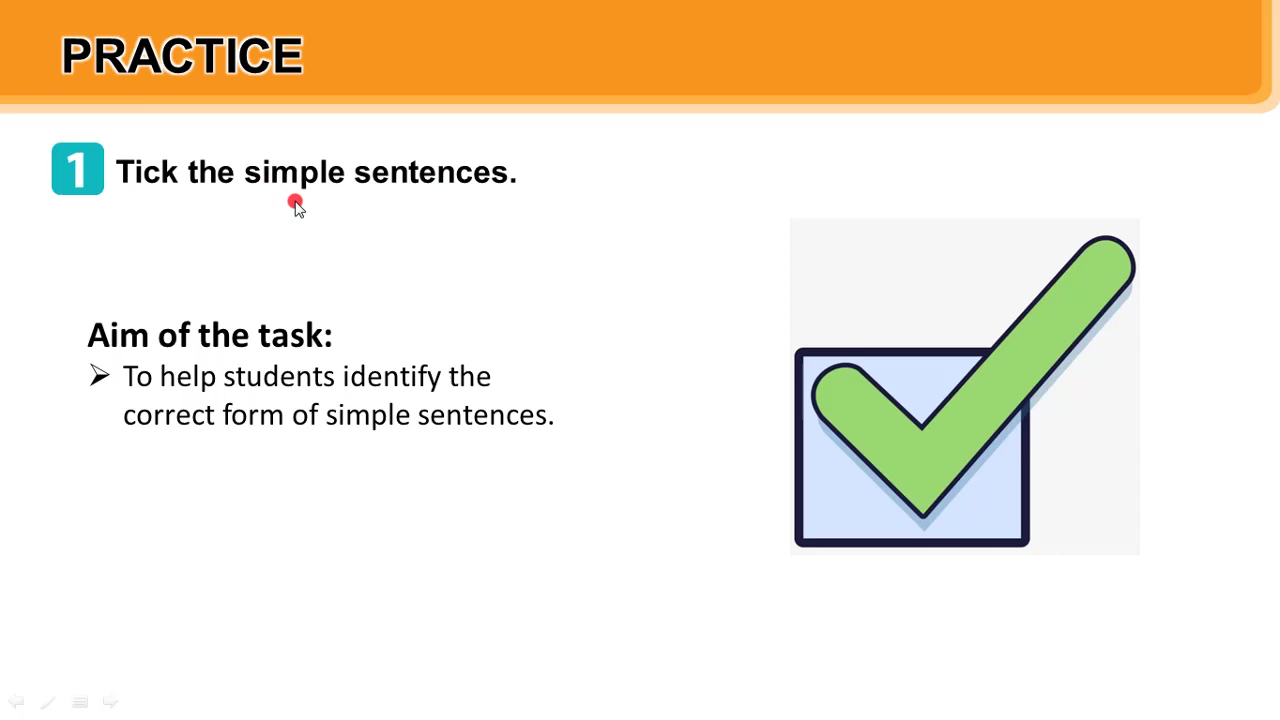 PRACTICE
1 Tick the simple sentences.
Aim of the task:
To help students identify the
correct form of simple sentences.